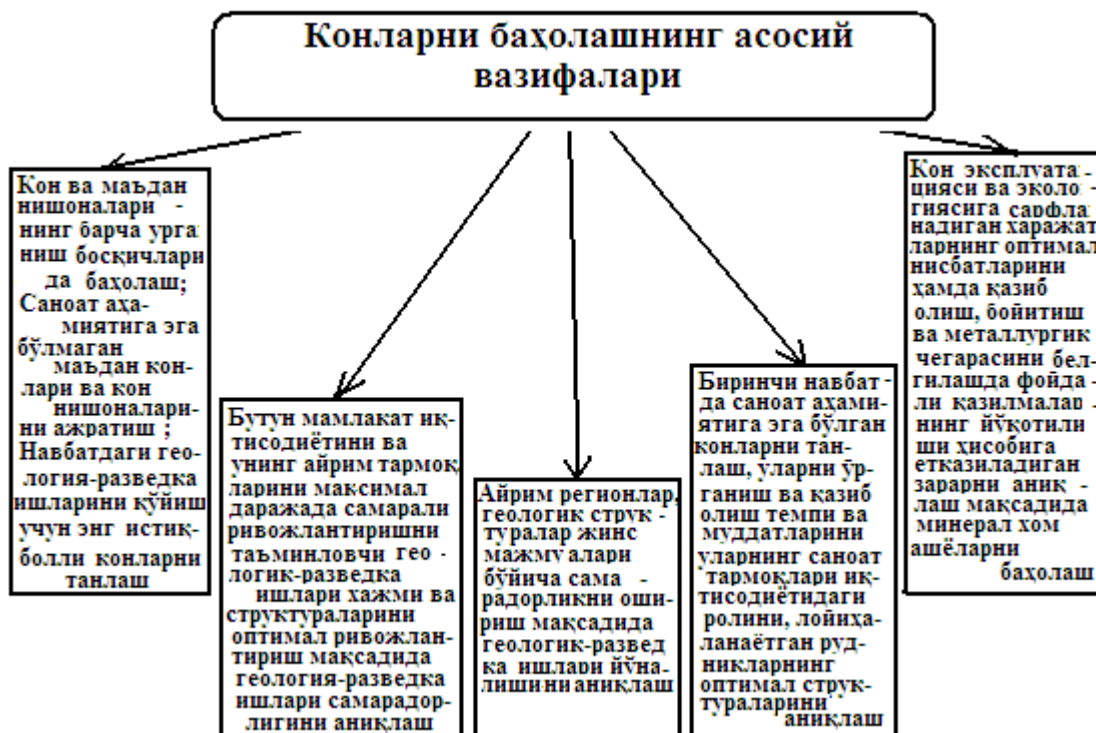 Конларни баҳолашнинг асосий
вазифалари
Кон ва маъдан
нишоналари -
нинг барча урга
ниш босқичлари
да баҳолаш;
Саноат аҳа-
миятига эга
бўлмаган
маъдан кон-
лари ва кон
нишоналари-
ни ажратиш ;
Навбатдаги гео-
логия-разведка
ишларини қўйиш
учун энг истиқ-
болли конларни
танлаш
Бутун мамлакат иқ-
тисодиётини ва
унинг айрим тармоқ
ларини максимал
даражада самарали
ривожлантиришни
таъминловчи гео -
логик-разведка
ишлари хажми ва
структураларини
оптимал ривожлан-
тириш мақсадида
геология-разведка
ишлари самарадор-
лигини аниқлаш
Айрим регионлар,
геологик струк -
туралар жинс
мажмуалари
бўйича сама -
радорликни оши-
риш мақсадида
геологик-развед
ка ишлари йўна-
лишини аниқлаш
Биринчи навбат -
да саноат аҳами-
ятига эга бўлган
конларни тан-
лаш, уларни ўр-
ганиш ва қазиб
олиш темпи ва
муддатларини
уларнинг саноат
тармоқлари иқ-
тисодиётидаги
ролини, лойиҳа-
ланаётган руд-
никларнинг
оптимал струк-
тураларини
аниқлаш
Кон эксплуата -
цияси ва эколо -
гиясига сарфла
надиган харажат
ларнинг оптимал
нисбатларини
ҳамда қазиб
олиш, бойитиш
ва металлургик
чегарасини бел-
гилашда фойда -
ли қазилмалар -
нинг йўқотили
ши ҳисобига
етказиладиган
зарарни аниқ -
лаш мақсадида
минерал хом
ашёларни
баҳолаш